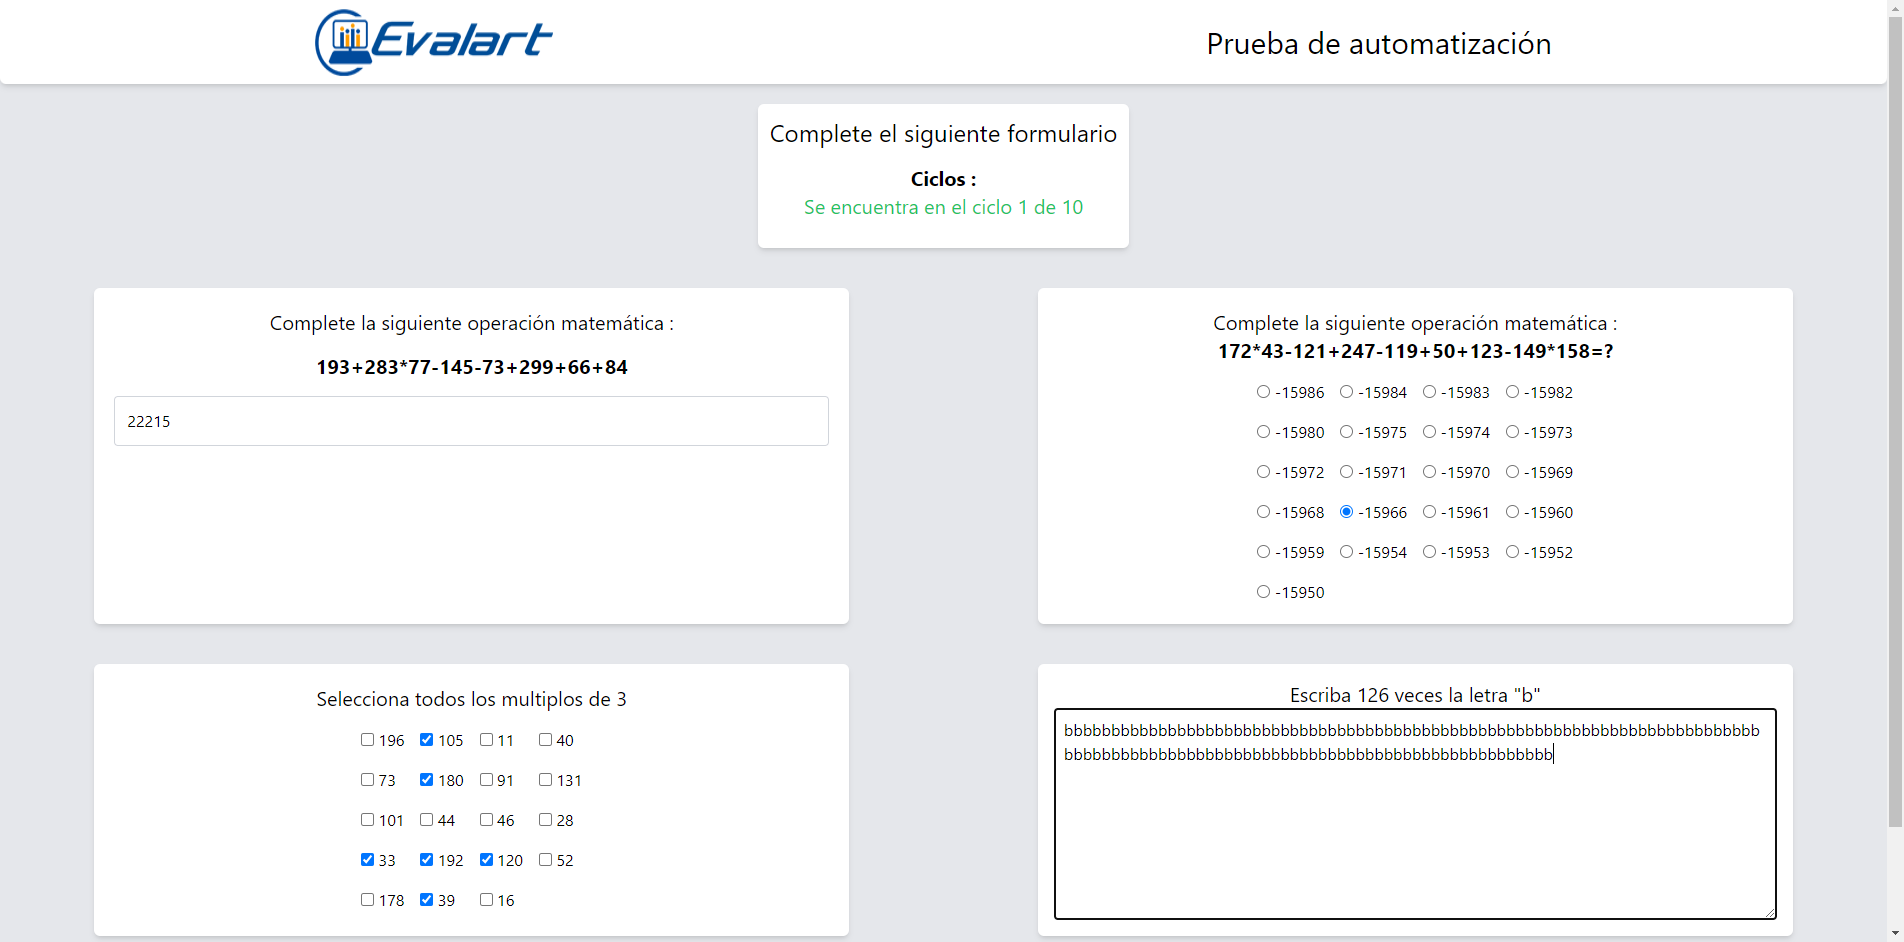 Evalart
Prueba de automatización
Complete el siguiente formulario
Ciclos :
Se encuentra en el ciclo 1 de 10
Complete la siguiente operación matemática :
193+283*77-145-73+299+66+84
22215
Complete la siguiente operación matemática :
172*43-121+247-119+50+123-149*158=?
-15986 -15984 -15983 -15982
-15980 -15975 -15974 -15973
-15972 -15971 -15970 -15969
-15968 -15966 -15961 -15960
-15959 -15954 -15953 -15952
-15950
Selecciona todos los multiplos de 3
196 105 11 40
73 180 91 131
101 44 46 28
33 192 120 52
178 39 16
Escriba 126 veces la letra "b"
bbbbbbbbbbbbbbbbbbbbbbbbbbbbbbbbbbbbbbbbbbbbbbbbbbbbbbbbbbbbbbbbbbbbbbbbbb
bbbbbbbbbbbbbbbbbbbbbbbbbbbbbbbbbbbbbbbbbbbbbbbbbbbb